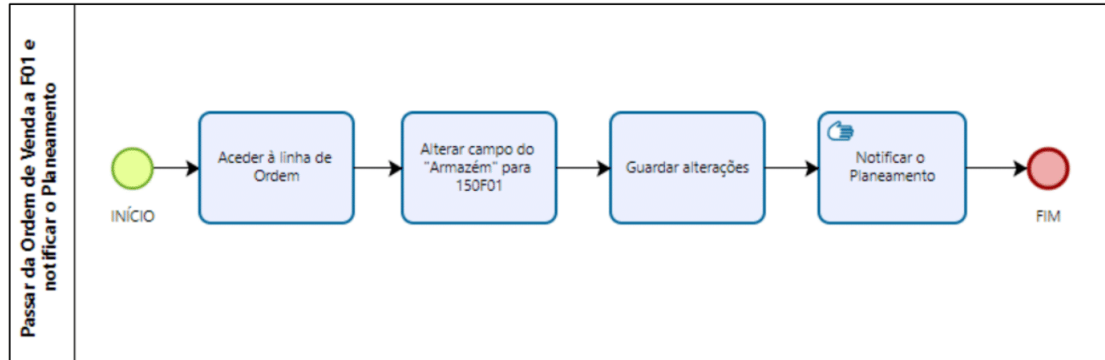 Passar da Ordem de Venda a F01 e
notificar o Planeamento
INÍCIO
Aceder à linha de
Ordem
Alterar campo do
"Armazém" para
150F01
Guardar alterações
Notificar o
Planeamento
FIM